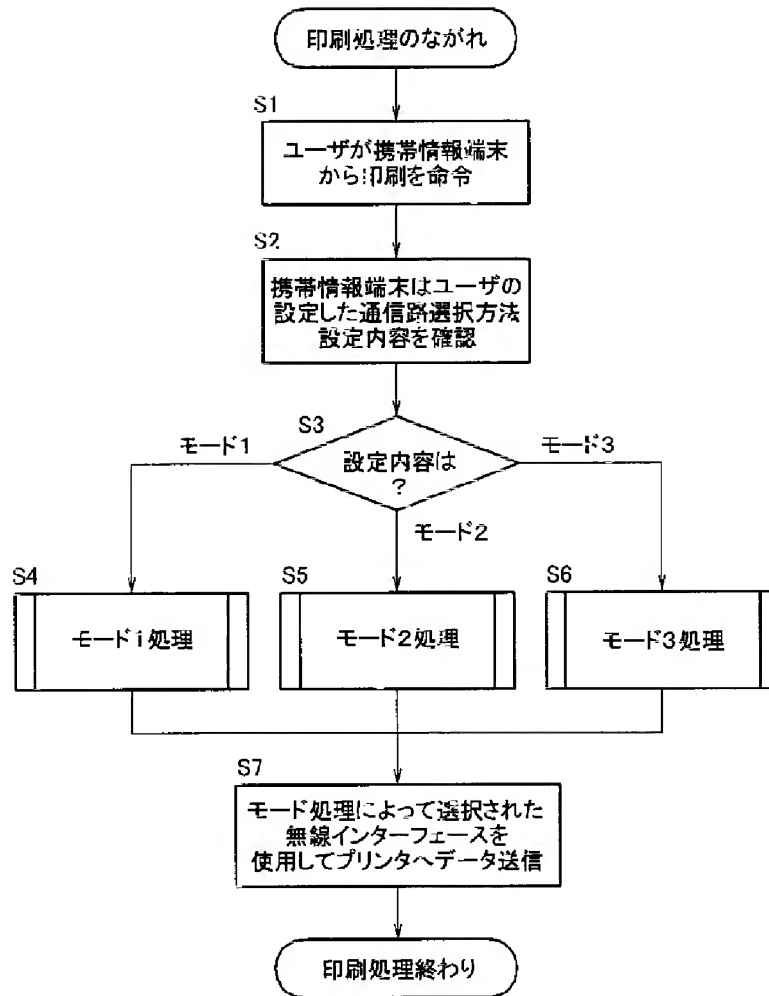 印刷処理のながれ
S1
ユーザが携帯情報端末
から印刷を命令
S2
携帯情報端末はユーザの
設定した通信路選択方法
設定内容を確認
S3
モード1
設定内容は
?
モード3
モード2
S4
モード1処理
S5
モード2処理
S6
モード3処理
S7
モード処理によって選択された
無線インターフェースを
使用してプリンタへデータ送信
印刷処理終わり